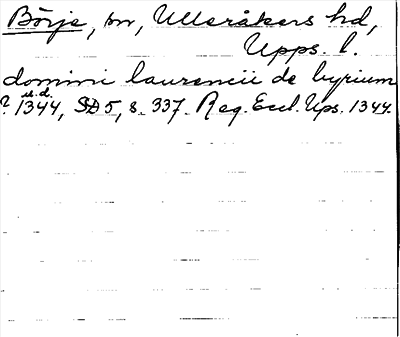 Börje, sn, Ulleråkers hd,
Upps. l.
domini laurencii de byrium
u.d.
? 1344, SD 5, s. 337. Reg. Eccl. Ups. 1344.